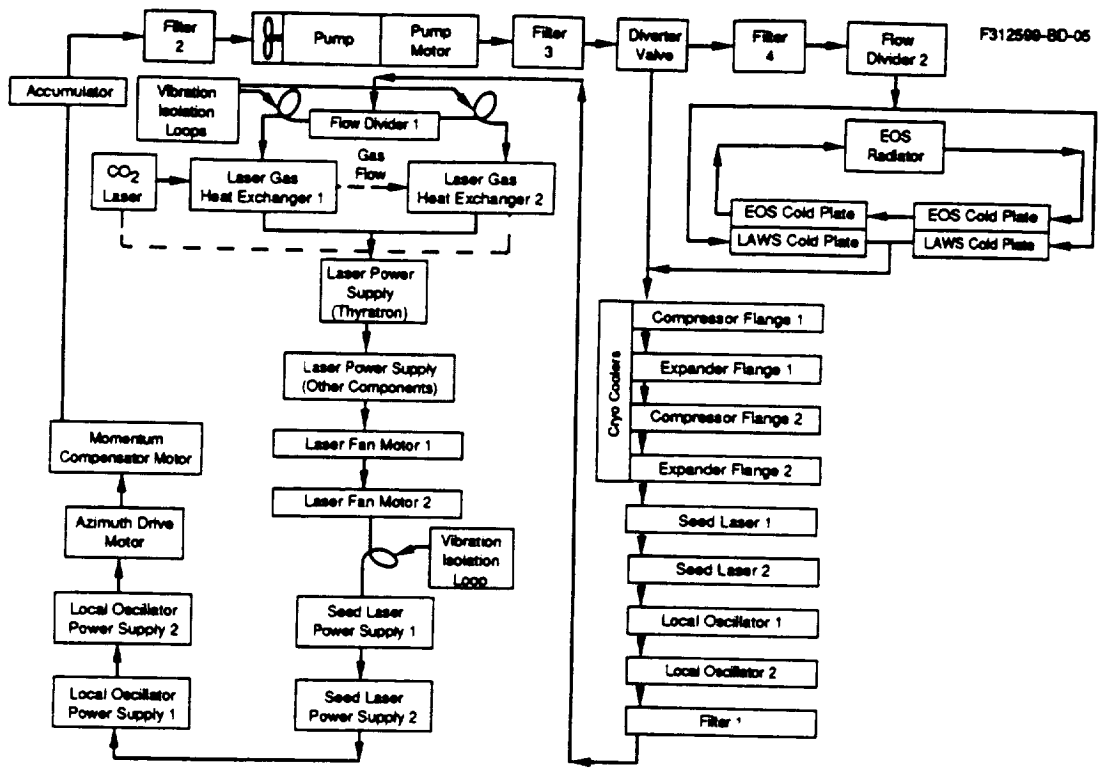 Filter
2
Pump
Pump
Motor
Filter
3
Diverter
Valve
Filter
4
Flow
Divider 2
F312599-BD-05
Accumulator
Vibration
Isolation
Loops
Flow Divider 1
EOS
Radiator
CO2
Laser
Laser Gas
Heat Exchanger 1
Gas
Flow
Laser Gas
Heat Exchanger 2
EOS Cold Plate
EOS Cold Plate
LAWS Cold Plate
LAWS Cold Plate
Laser Power
Supply
(Thyratron)
Cryo Coolers
Compressor Flange 1
Expander Flange 1
Compressor Flange 2
Expander Flange 2
Laser Power Supply
(Other Components)
Laser Fan Motor 1
Laser Fan Motor 2
Momentum
Compensator Motor
Azimuth Drive
Motor
Vibration
Isolation
Loop
Seed Laser 1
Seed Laser 2
Local Oscillator 1
Local Oscillator 2
Filter 1
Local Oscillator
Power Supply 2
Seed Laser
Power Supply 1
Local Oscillator
Power Supply 1
Seed Laser
Power Supply 2